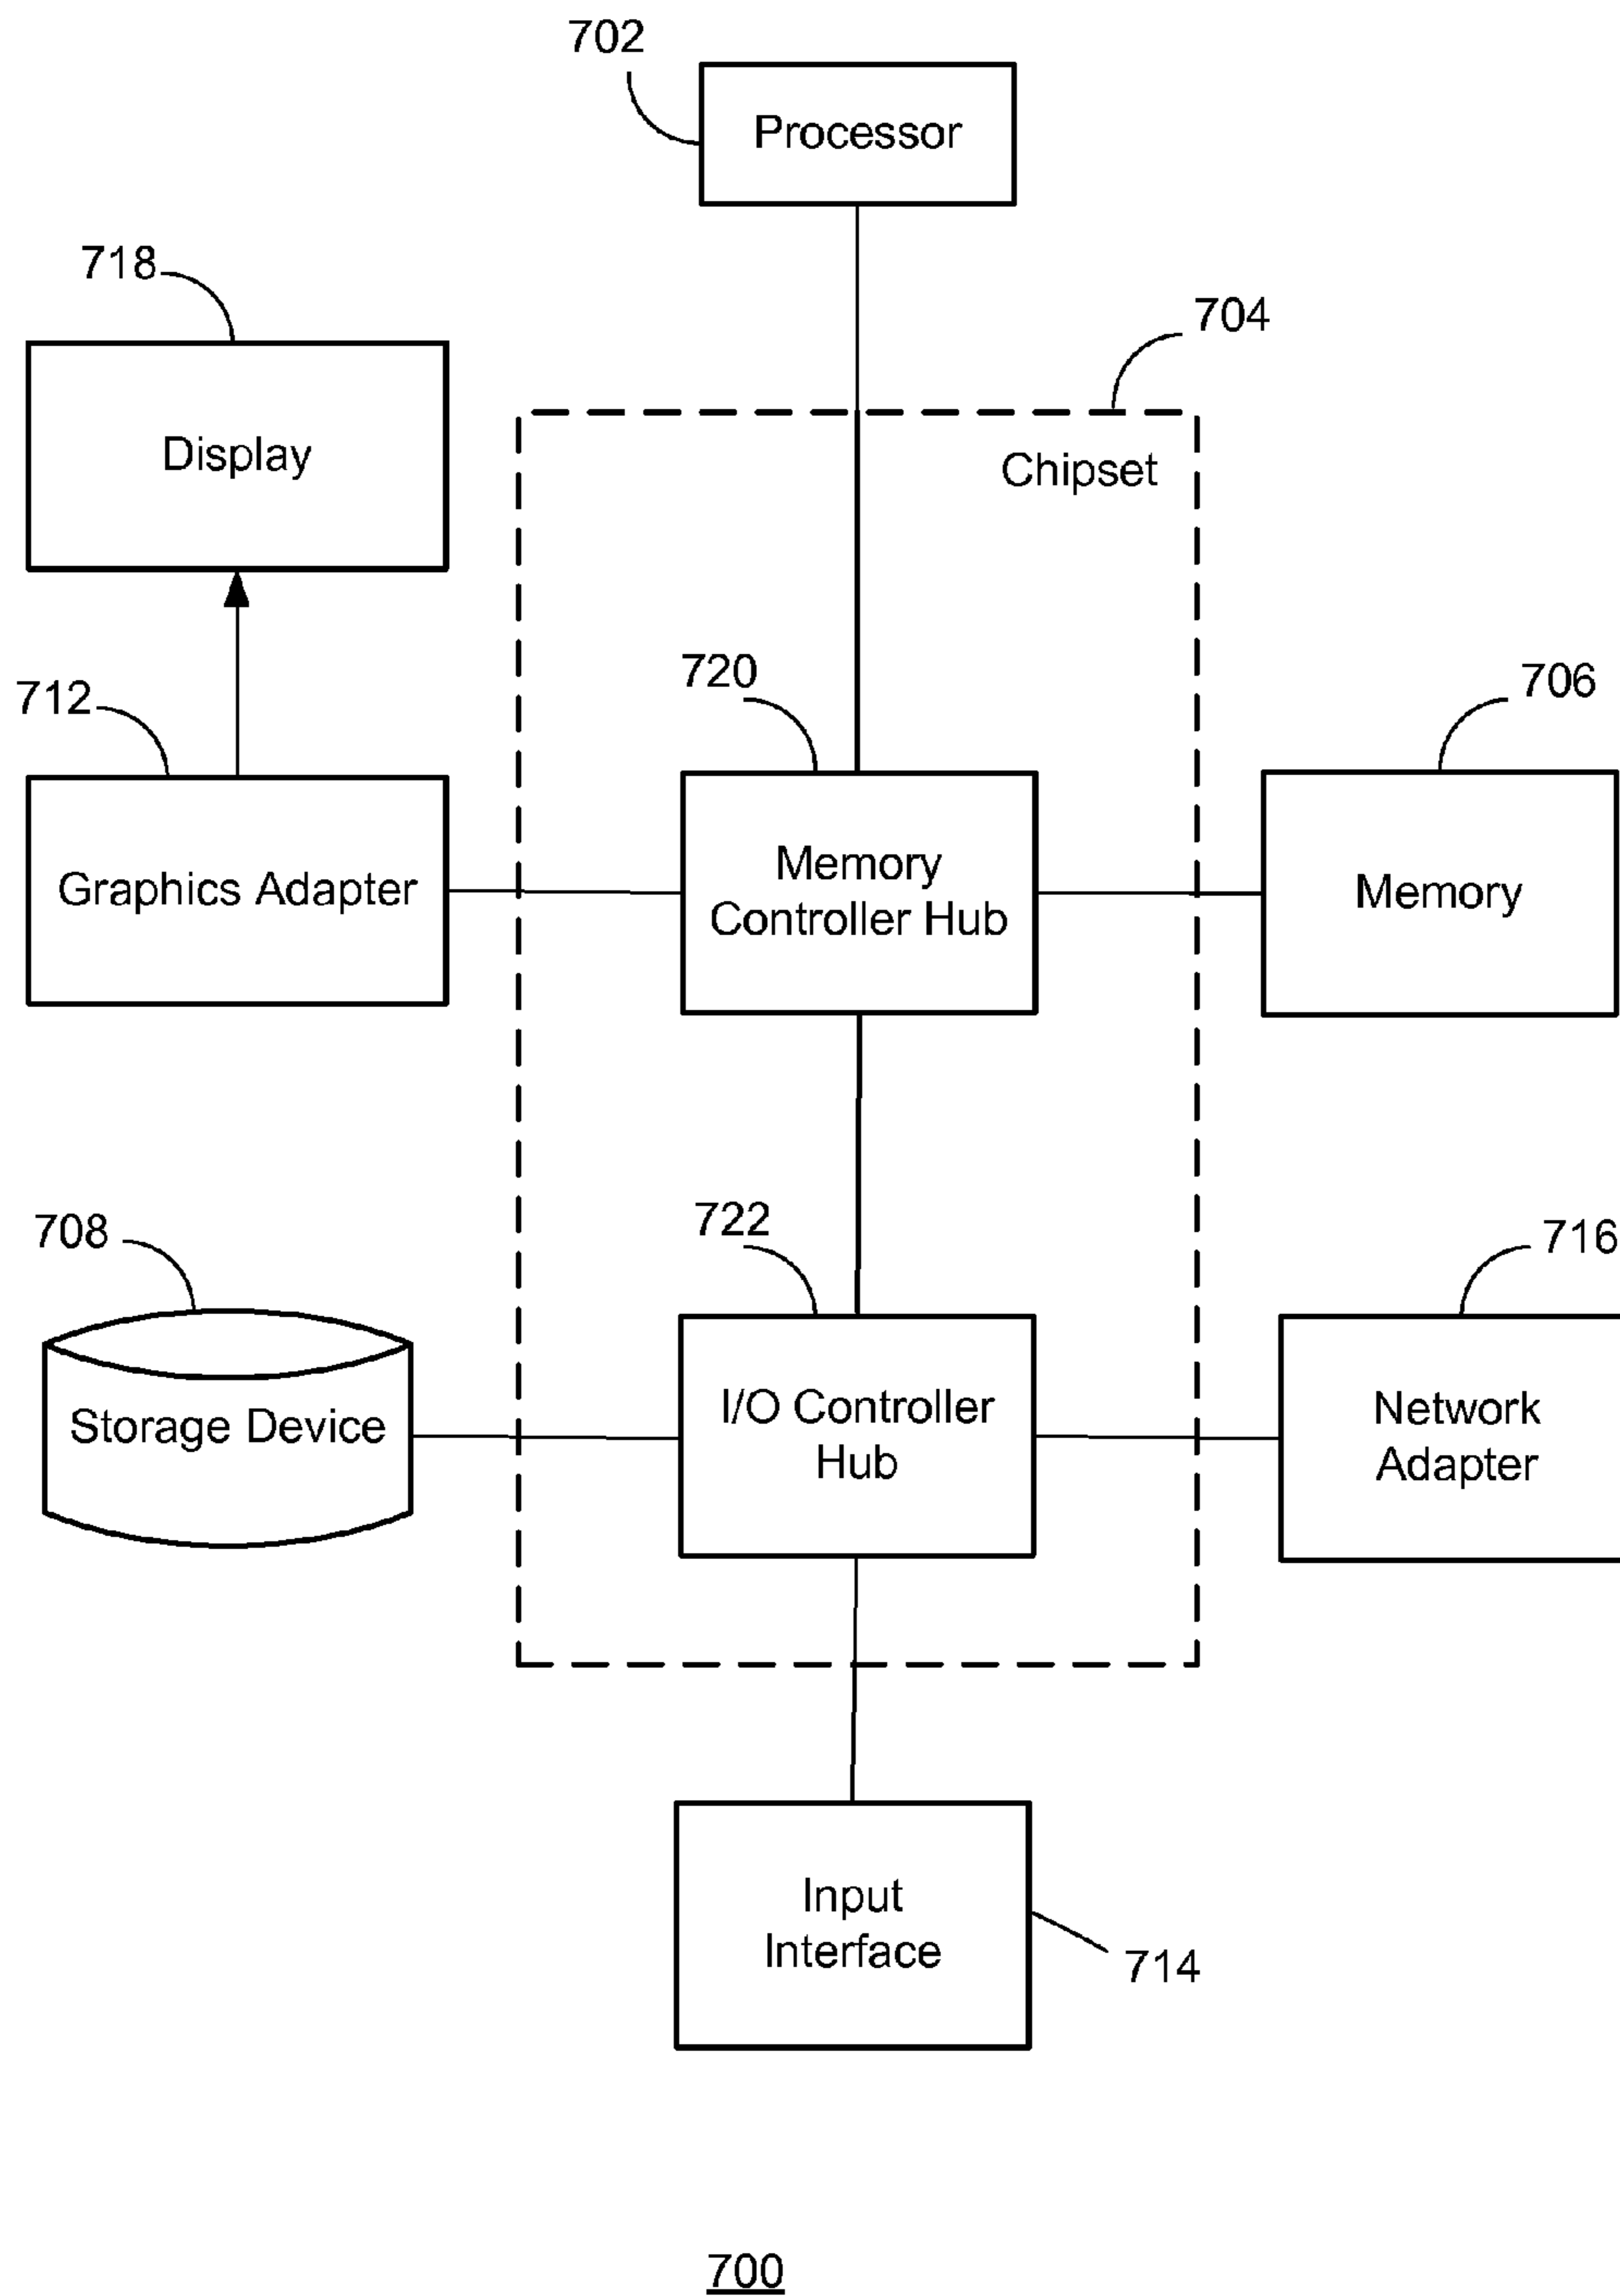 702
Processor
718
704
Display
Chipset
720
706
712
Memory
Controller Hub
Graphics Adapter
Memory
708
722
716
Storage Device
I/O Controller
Hub
Network
Adapter
Input
Interface
714
700